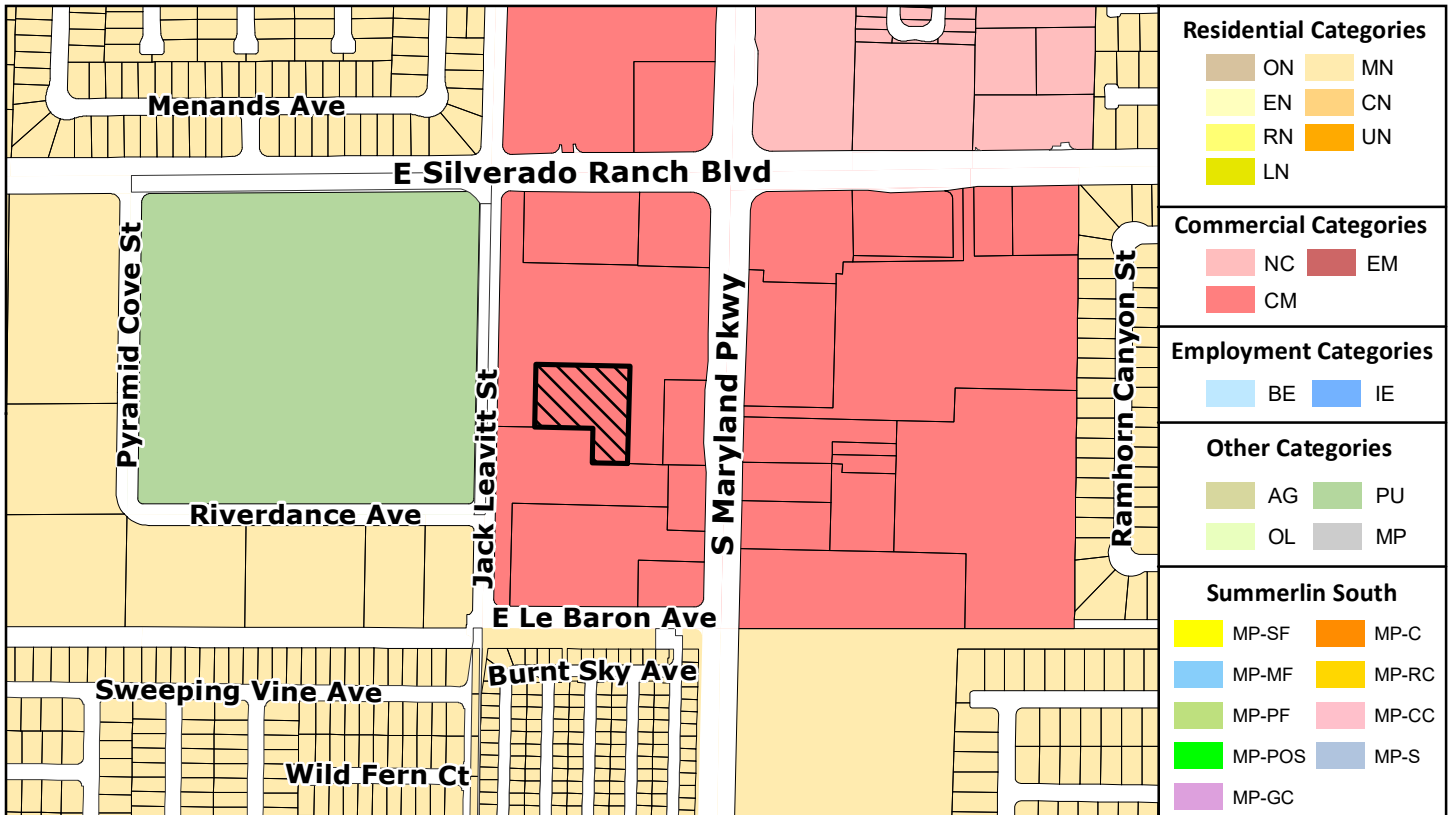 Menands Ave
E Silverado Ranch Blvd
Pyramid Cove St
Jack Leavitt St
S Maryland Pkwy
Ramhorn Canyon St
Riverdance Ave
E Le Baron Ave
Burnt Sky Ave
Sweeping Vine Ave
Wild Fern Ct
Residential Categories
ON MN
EN CN
RN UN
LN
Commercial Categories
NC EM
CM
Employment Categories
BE IE
Other Categories
AG PU
OL MP
Summerlin South
MP-SF MP-C
MP-MF MP-RC
MP-PF MP-CC
MP-POS MP-S
MP-GC